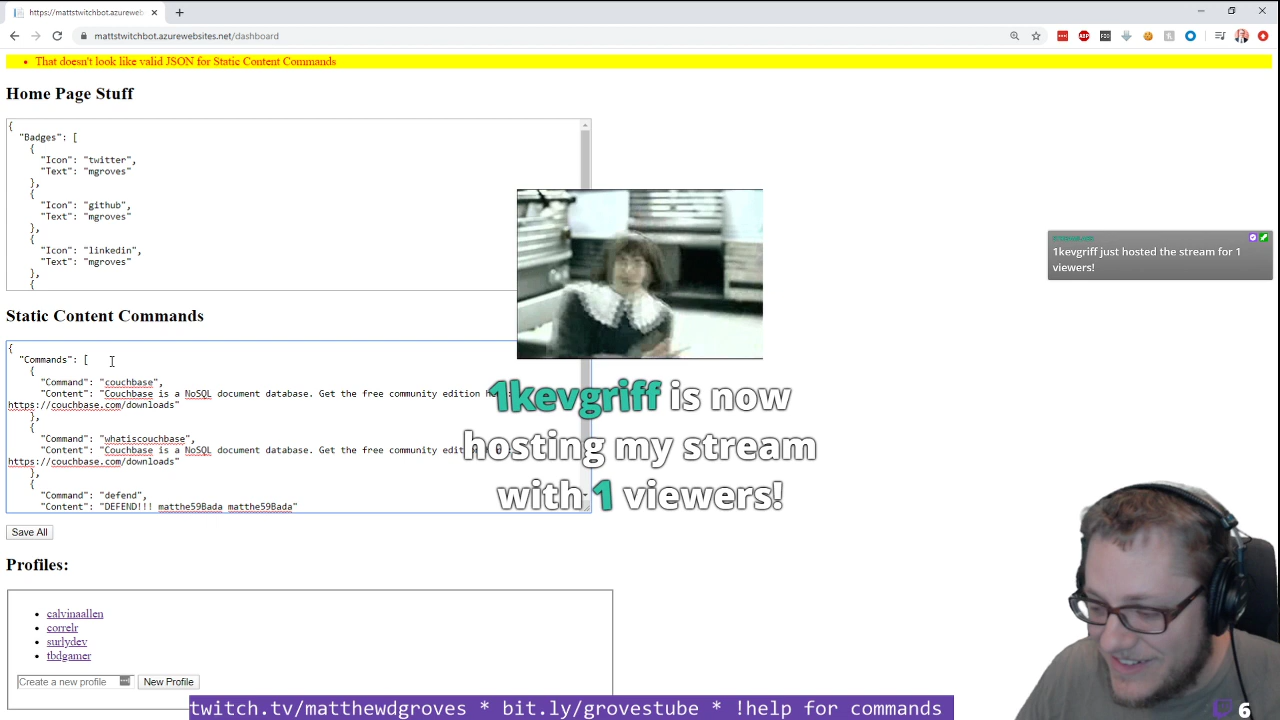 https://mattstwitchbot.azureweb
mattstwitchbot.azurewebsites.net/dashboard
That doesn't look like valid JSON for Static Content Commands
Home Page Stuff
{
"Badges": [
{
"Icon": "twitter",
"Text": "mgroves"
},
{
"Icon": "github",
"Text": "mgroves"
},
{
"Icon": "linkedin",
"Text": "mgroves"
},
{
1kevgriff just hosted the stream for 1
viewers!
Static Content Commands
{
"Commands": [
{
"Command": "couchbase",
"Content": "Couchbase is a NoSQL document database. Get the free community edition
https://couchbase.com/downloads"
},
{
"Command": "whatiscouchbase",
"Content": "Couchbase is a NoSQL document database. Get the free community
https://couchbase.com/downloads"
},
{
"Command": "defend",
"Content": "DEFEND!!! matthe59Bada matthe59Bada"
1kevgriff is now
hosting my stream
with 1 viewers!
Save All
Profiles:
calvinaallen
correlr
surlydev
tbdgamer
Create a new profile
New Profile
twitch.tv/matthewdgroves * bit.ly/grovestube * !help for commands
6